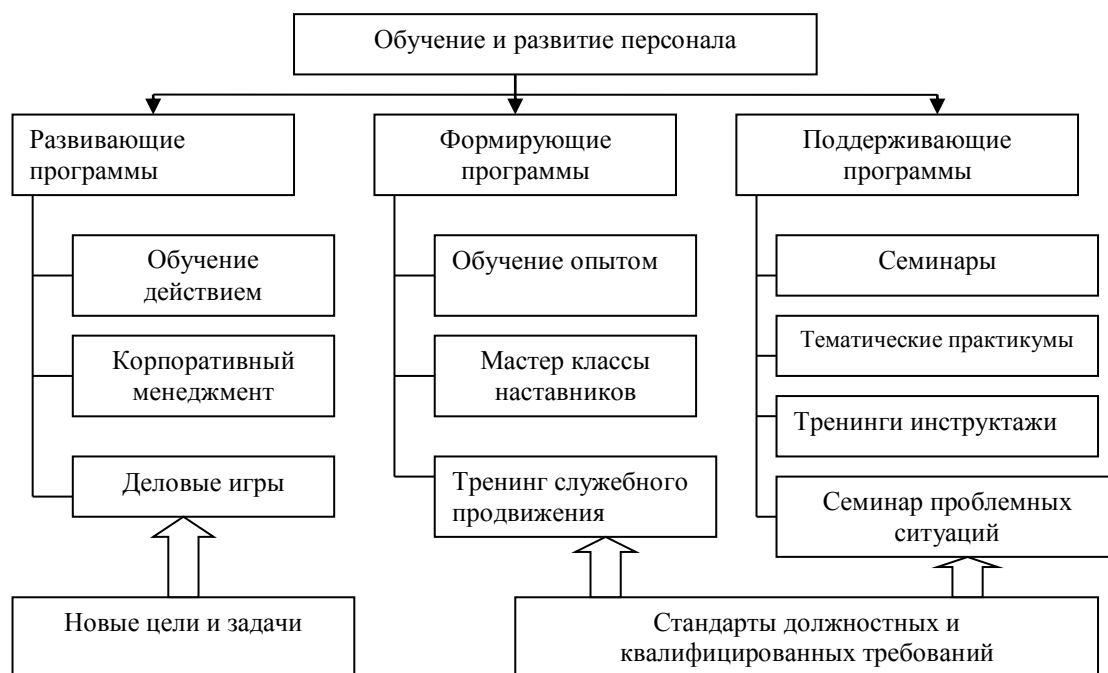 Обучение и развитие персонала
Развивающие
программы
Формирующие
программы
Поддерживающие
программы
Обучение
действием
Обучение опытом
Семинары
Корпоративный
менеджмент
Мастер классы
наставников
Тематические практикумы
Тренинги инструктажи
Деловые игры
Тренинг служебного
продвижения
Семинар проблемных
ситуаций
Новые цели и задачи
Стандарты должностных и
квалифицированных требований